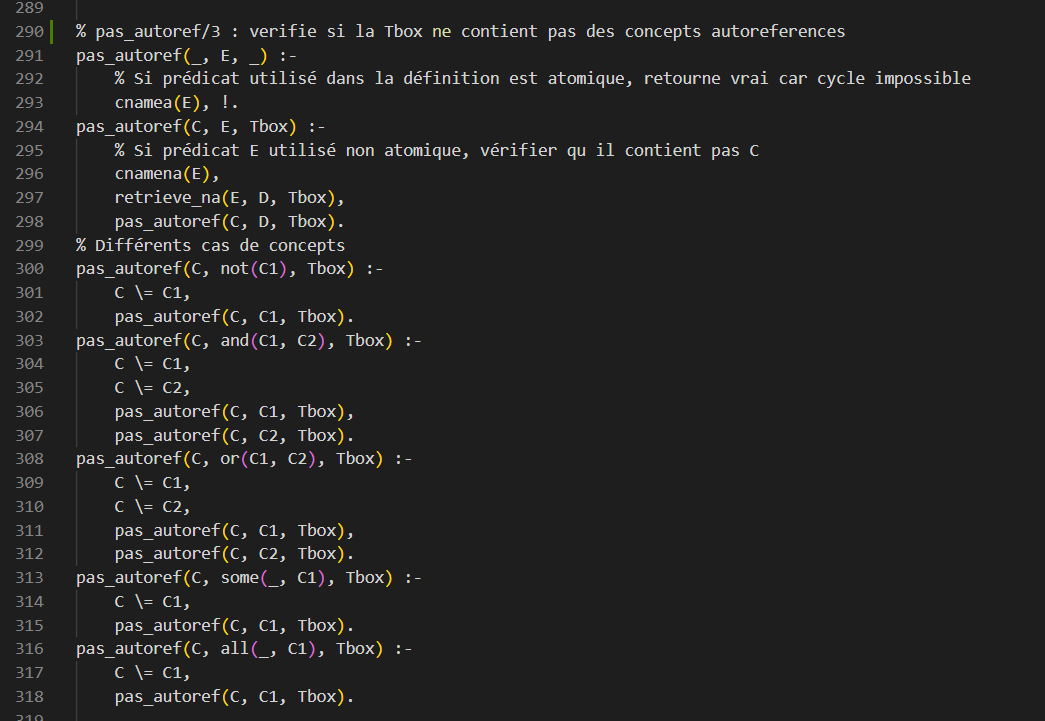 289
290 % pas_autoref/3 : verifie si la Tbox ne contient pas des concepts autoreferences
291 pas_autoref(_, E, _) :-
292     % Si prédicat utilisé dans la définition est atomique, retourne vrai car cycle impossible
293     cnamea(E), !.
294 pas_autoref(C, E, Tbox) :-
295     % Si prédicat E utilisé non atomique, vérifier qu il contient pas C
296     cnamena(E),
297     retrieve_na(E, D, Tbox),
298     pas_autoref(C, D, Tbox).
299 % Différents cas de concepts
300 pas_autoref(C, not(C1), Tbox) :-
301     C \= C1,
302     pas_autoref(C, C1, Tbox).
303 pas_autoref(C, and(C1, C2), Tbox) :-
304     C \= C1,
305     C \= C2,
306     pas_autoref(C, C1, Tbox),
307     pas_autoref(C, C2, Tbox).
308 pas_autoref(C, or(C1, C2), Tbox) :-
309     C \= C1,
310     C \= C2,
311     pas_autoref(C, C1, Tbox),
312     pas_autoref(C, C2, Tbox).
313 pas_autoref(C, some(_, C1), Tbox) :-
314     C \= C1,
315     pas_autoref(C, C1, Tbox).
316 pas_autoref(C, all(_, C1), Tbox) :-
317     C \= C1,
318     pas_autoref(C, C1, Tbox).
319